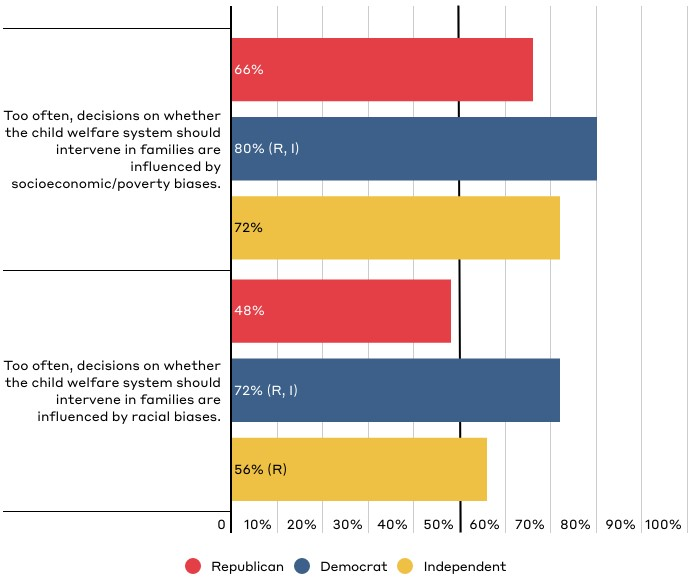 66%
Too often, decisions on whether
the child welfare system should
intervene in families are
influenced by
socioeconomic/poverty biases.
80% (R, I)
72%
48%
Too often, decisions on whether
the child welfare system should
intervene in families are
influenced by racial biases.
72% (R, I)
56% (R)
0 10% 20% 30% 40% 50% 60% 70% 80% 90% 100%
Republican Democrat Independent